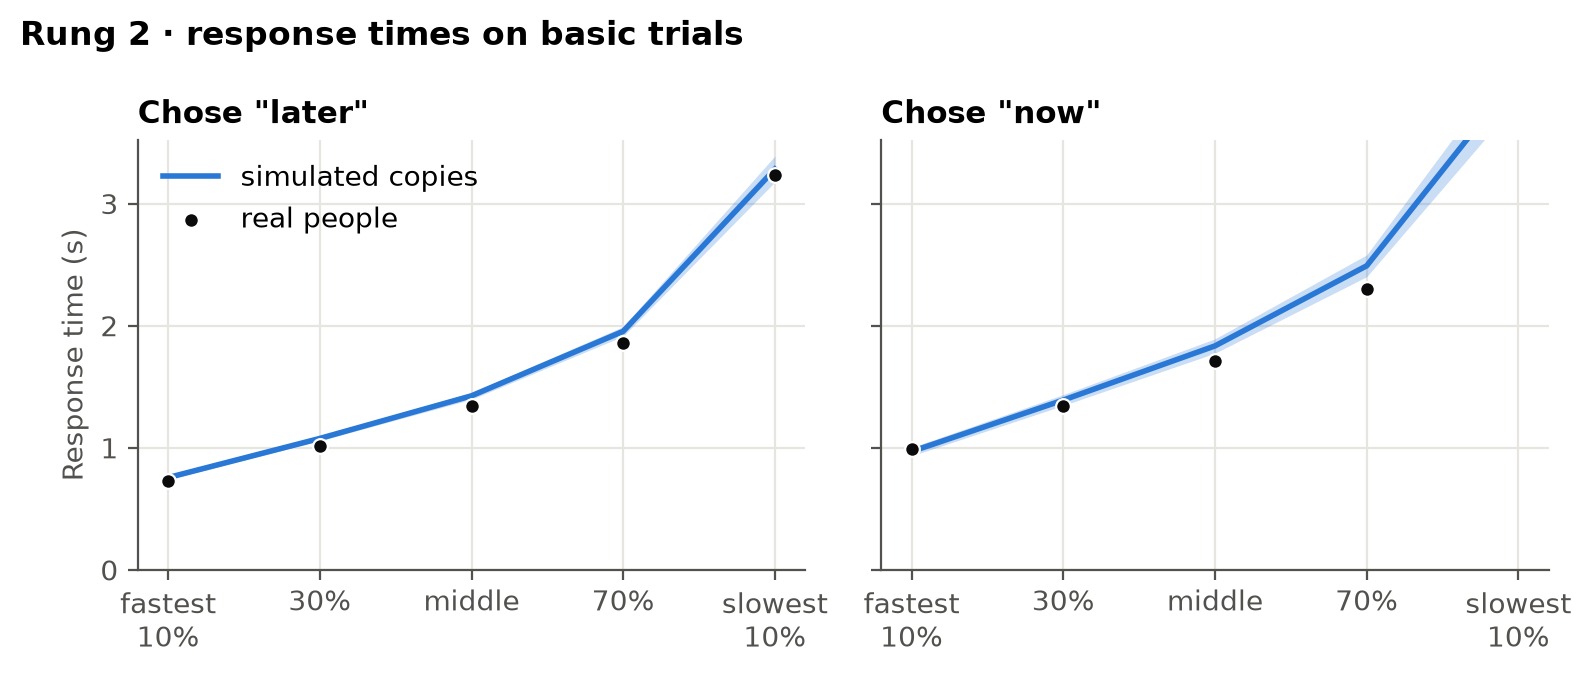 Rung 2 · response times on basic trials
Chose "later"
Chose "now"
simulated copies
real people
Response time (s)
3
2
1
0
fastest 10%
30%
middle
70%
slowest 10%
fastest 10%
30%
middle
70%
slowest 10%